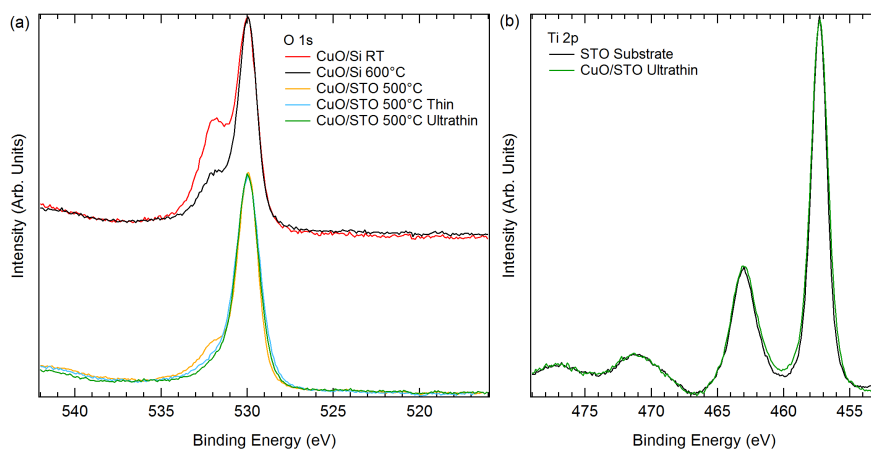 (a)
O 1s
CuO/Si RT
CuO/Si 600°C
CuO/STO 500°C
CuO/STO 500°C Thin
CuO/STO 500°C Ultrathin
Intensity (Arb. Units)
540 535 530 525 520
Binding Energy (eV)
(b)
Ti 2p
STO Substrate
CuO/STO Ultrathin
Intensity (Arb. Units)
475 470 465 460 455
Binding Energy (eV)